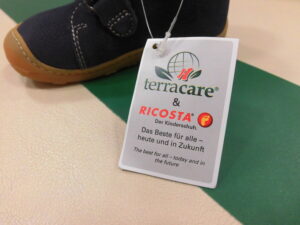 terracare®
&
RICOSTA®
Der Kinderschuh.
Das Beste für alle –
heute und in Zukunft
The best for all – today and in
the future